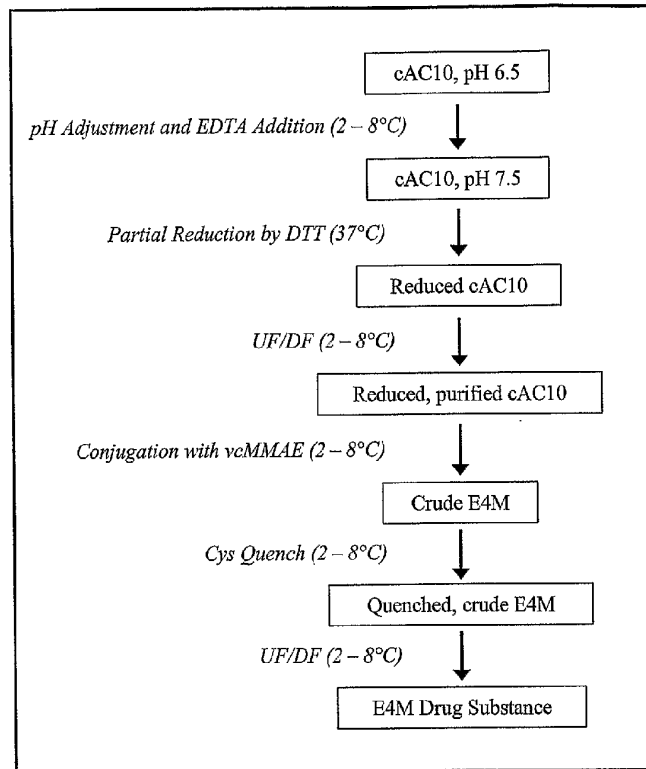 cAC10, pH 6.5
pH Adjustment and EDTA Addition (2 – 8°C)
cAC10, pH 7.5
Partial Reduction by DTT (37°C)
Reduced cAC10
UF/DF (2 – 8°C)
Reduced, purified cAC10
Conjugation with vcMMAE (2 – 8°C)
Crude E4M
Cys Quench (2 – 8°C)
Quenched, crude E4M
UF/DF (2 – 8°C)
E4M Drug Substance